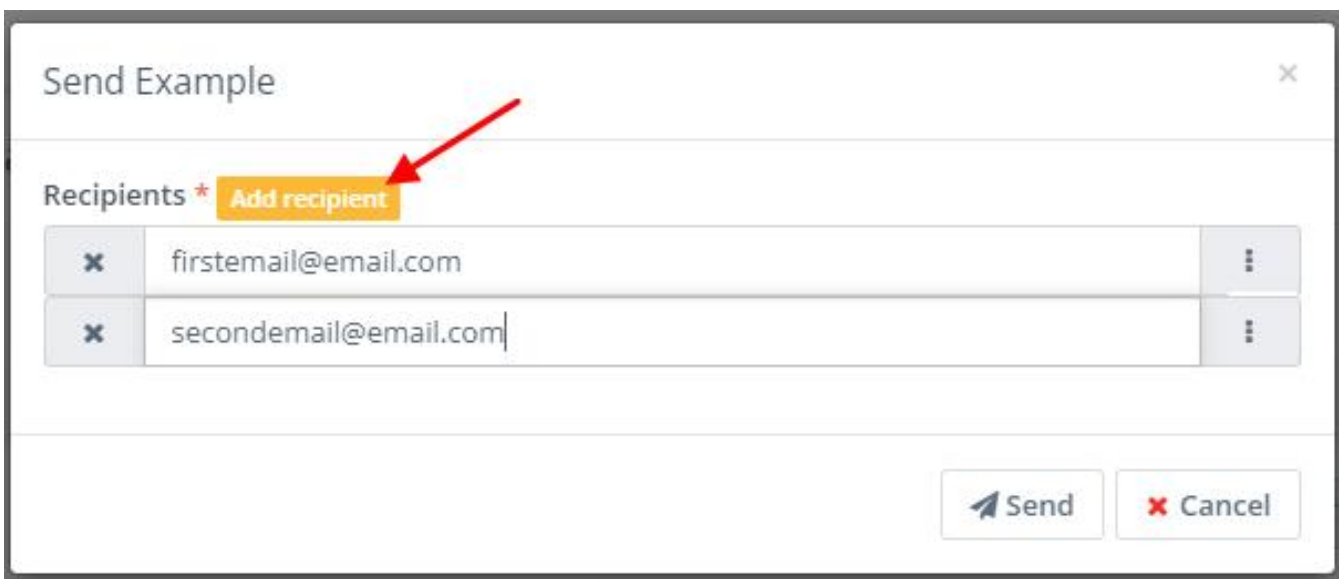 Send Example
Recipients * Add recipient
firstemail@email.com
secondemail@email.com
Send Cancel